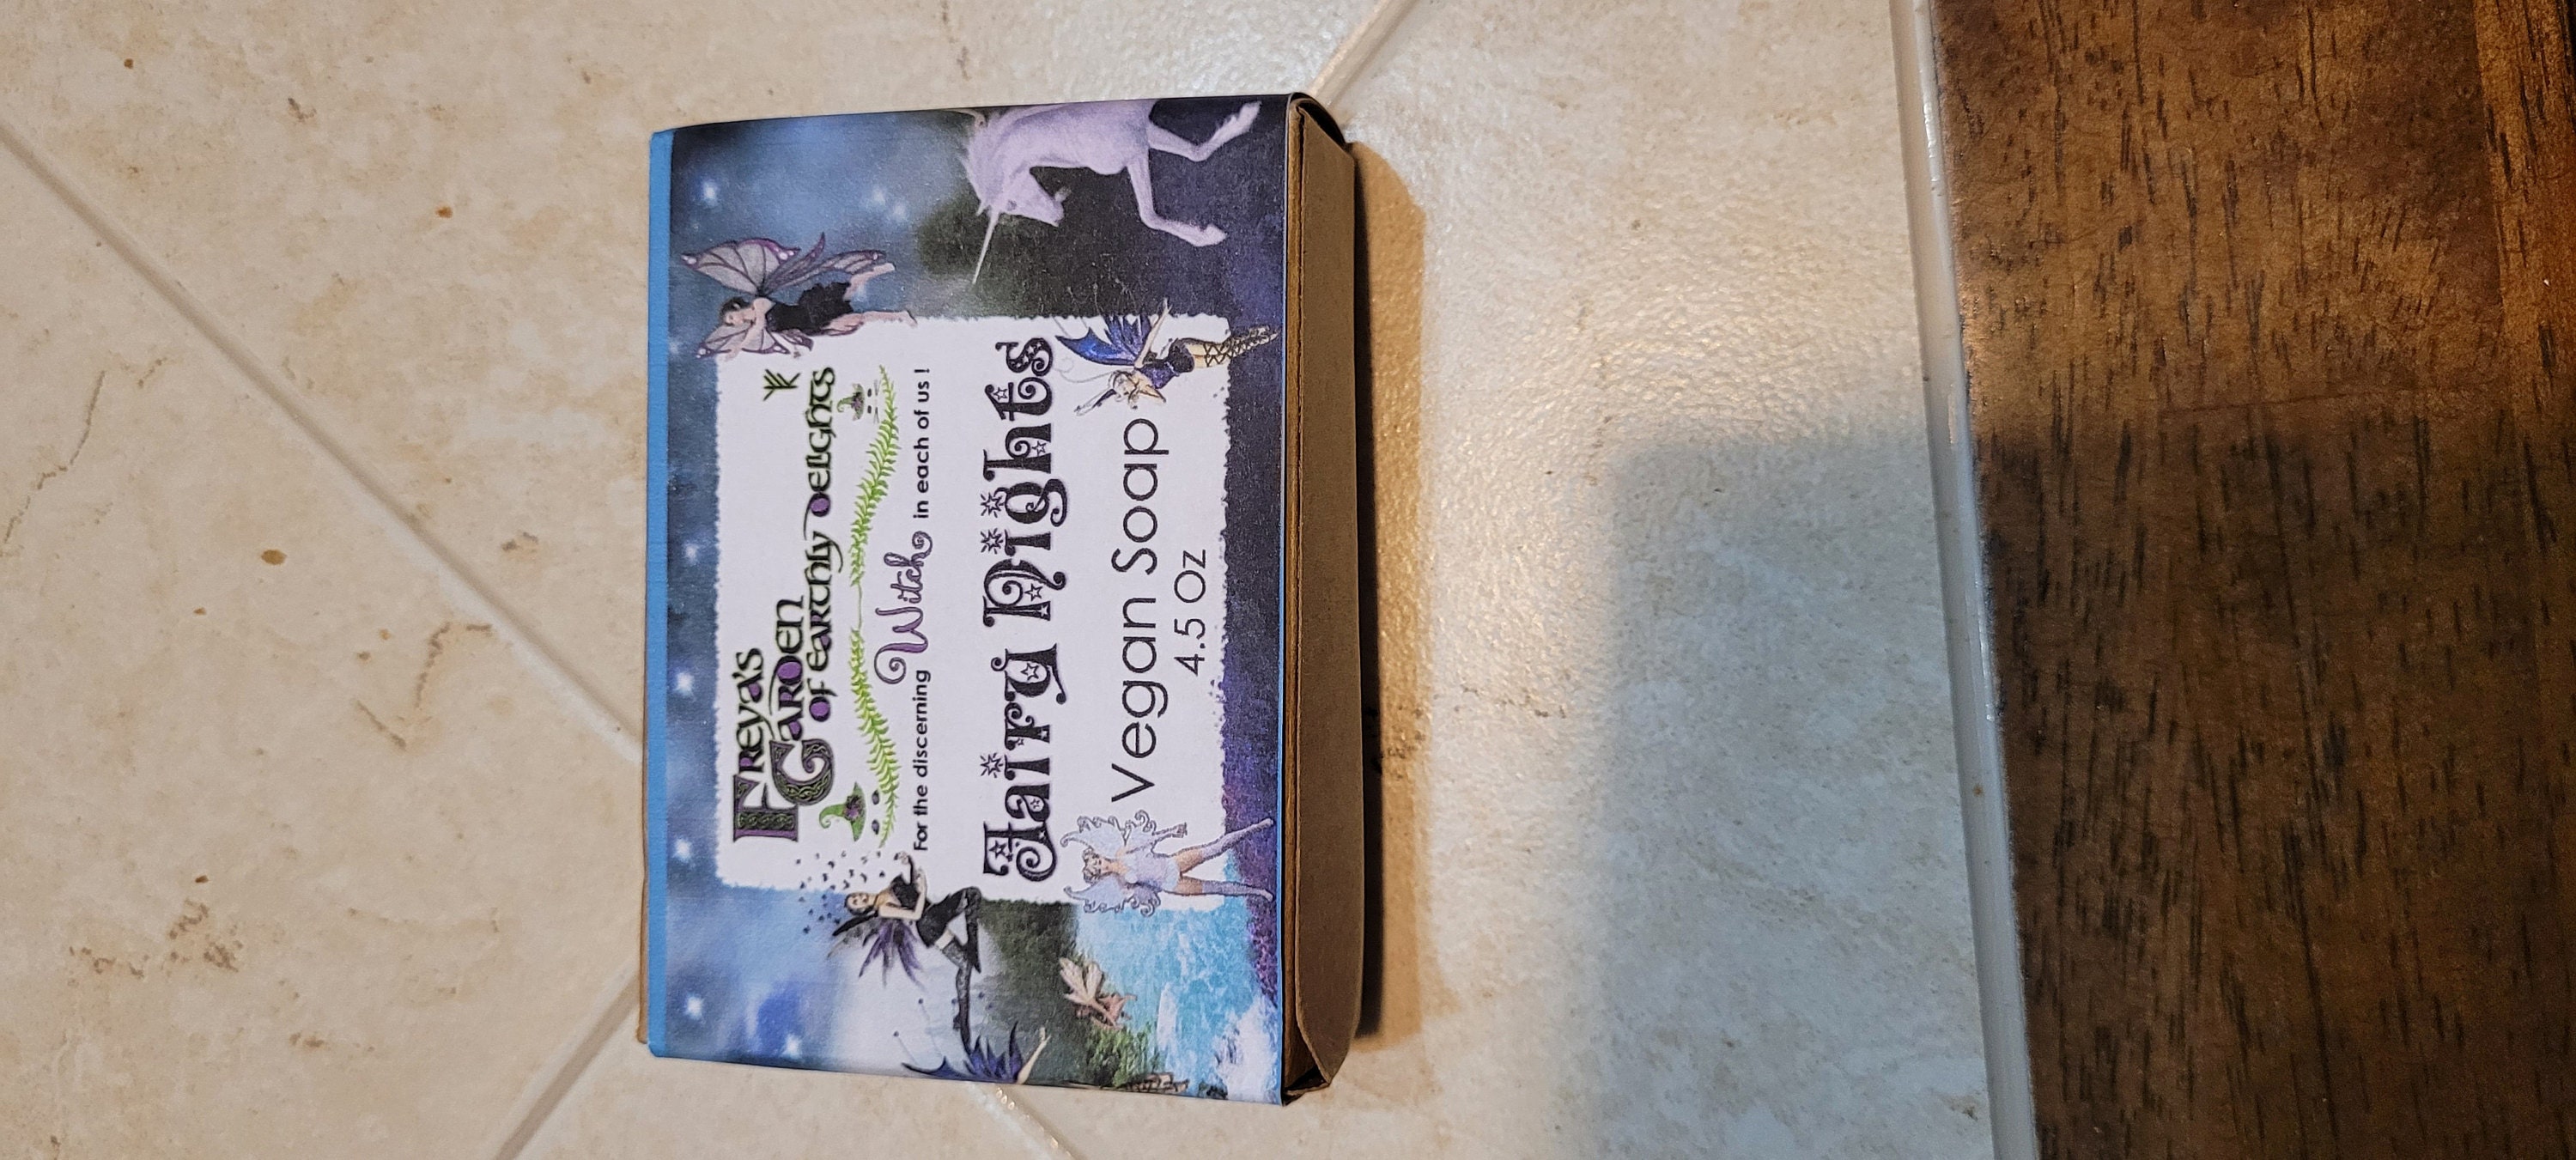 Freya's
Garden
of Earthly Delights
For the discerning Witch in each of us !
Fairy Nights
Vegan Soap
4.5 Oz